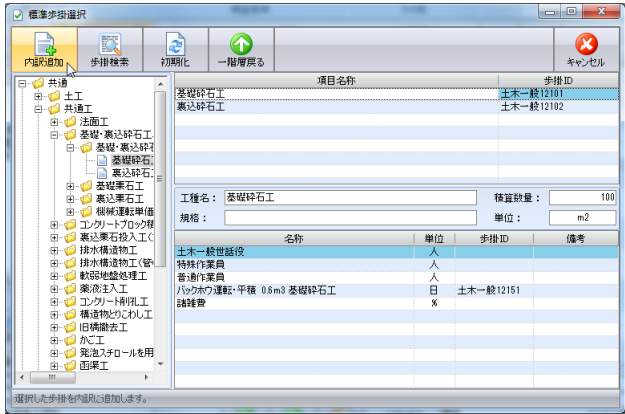 標準歩掛選択
内訳追加
歩掛検索
初期化
一階層戻る
キャンセル
共通
土工
共通工
法面工
基礎・裏込砕石工
基礎・裏込砕石
基礎砕石工
裏込砕石工
基礎栗石工
裏込栗石工
機械運転単価
コンクリートブロック積
裏込栗石投入工(
排水構造物工
排水構造物工(管
軟弱地盤処理工
薬液注入工
コンクリート削孔工
構造物とりこわし工
旧橋撤去工
かご工
発泡スチロールを用
函渠工
項目名称 歩掛ID
基礎砕石工 土木一般12101
裏込砕石工 土木一般12102
工種名: 基礎砕石工 積算数量: 100
規格: 単位: m2
名称 単位 歩掛ID 備考
土木一般世話役 人
特殊作業員 人
普通作業員 人
バックホウ運転・平積 0.6m3 基礎砕石工 日 土木一般12151
諸雑費 %
選択した歩掛を内訳に追加します。